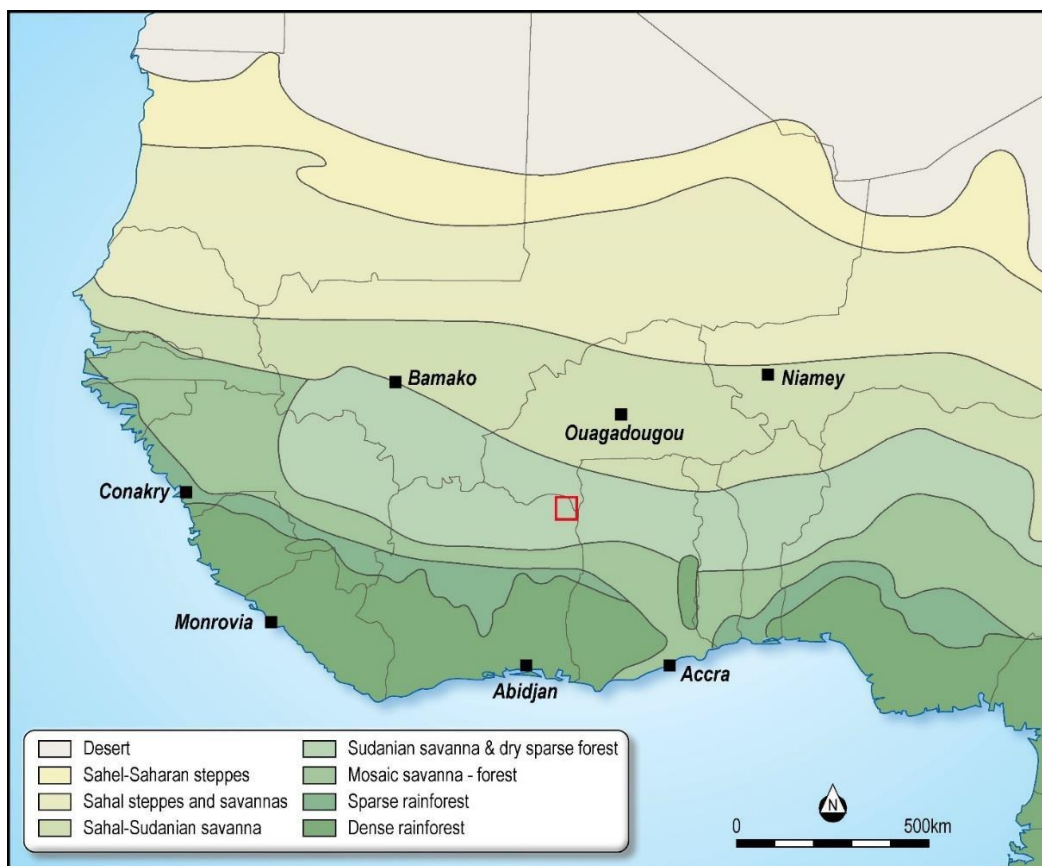 Bamako
Niamey
Ouagadougou
Conakry
Monrovia
Abidjan
Accra
Desert
Sahel-Saharan steppes
Sahal steppes and savannas
Sahal-Sudanian savanna
Sudanian savanna & dry sparse forest
Mosaic savanna - forest
Sparse rainforest
Dense rainforest
N
0 500km